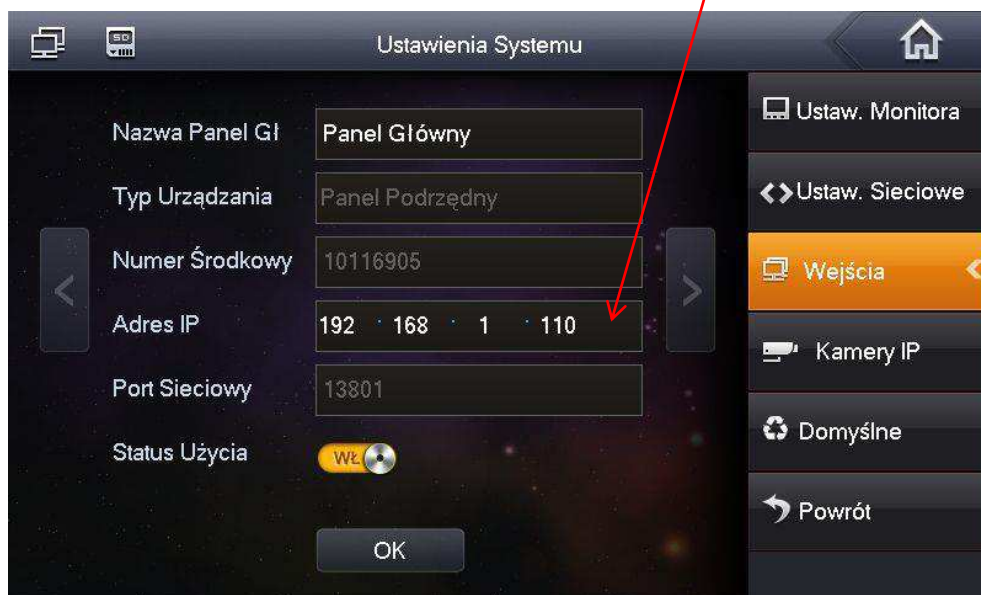 SD
Ustawienia Systemu
Nazwa Panel Gł
Panel Główny
Typ Urządzania
Panel Podrzędny
Numer Środkowy
10116905
Adres IP
192 · 168 · 1 · 110
Port Sieciowy
13801
Status Użycia
WŁ
OK
Ustaw. Monitora
Ustaw. Sieciowe
Wejścia
Kamery IP
Domyślne
Powrót